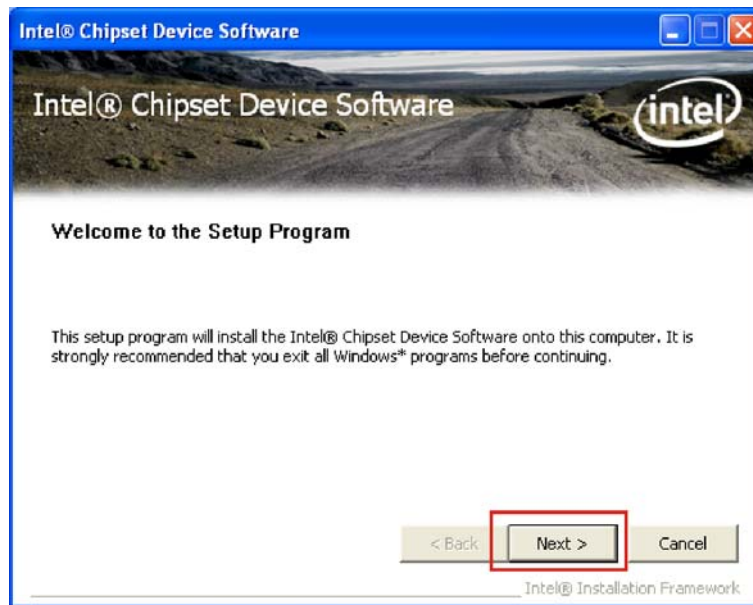 Intel® Chipset Device Software
Intel® Chipset Device Software
intel
Welcome to the Setup Program
This setup program will install the Intel® Chipset Device Software onto this computer. It is
strongly recommended that you exit all Windows* programs before continuing.
< Back
Next >
Cancel
Intel® Installation Framework